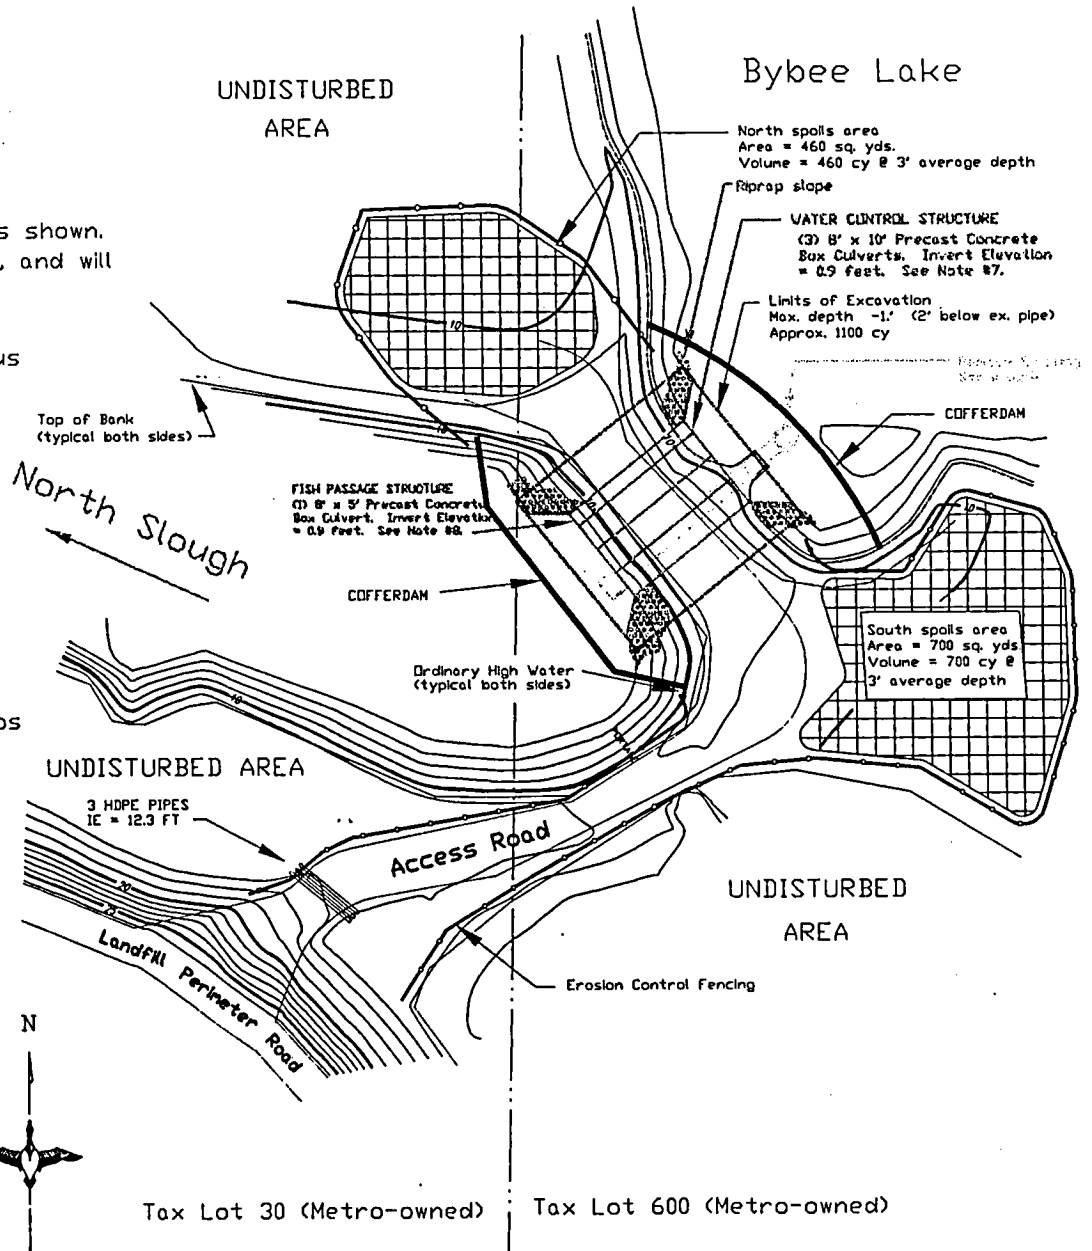 UNDISTURBED
AREA
Bybee Lake
North spoils area
Area = 460 sq. yds.
Volume = 460 cy @ 3' average depth
Riprap slope
WATER CONTROL STRUCTURE
(3) 8' x 10' Precast Concrete
Box Culverts. Invert Elevation
= 0.9 feet. See Note #7.
Limits of Excavation
Max. depth -1.' (2' below ex. pipe)
Approx. 1100 cy
s shown.
, and will
us
10
Top of Bank
(typical both sides)
COFFERDAM
North Slough
FISH PASSAGE STRUCTURE
(1) 8' x 5' Precast Concrete
Box Culvert. Invert Elevation
= 0.9 feet. See Note #8.
COFFERDAM
10
South spoils area
Area = 700 sq. yds.
Volume = 700 cy @
3' average depth
Ordinary High Water
(typical both sides)
10
os
UNDISTURBED AREA
3 HDPE PIPES
IE = 12.3 FT
Access Road
20
Landfill Perimeter Road
UNDISTURBED
AREA
Erosion Control Fencing
N
Tax Lot 30 (Metro-owned)
Tax Lot 600 (Metro-owned)